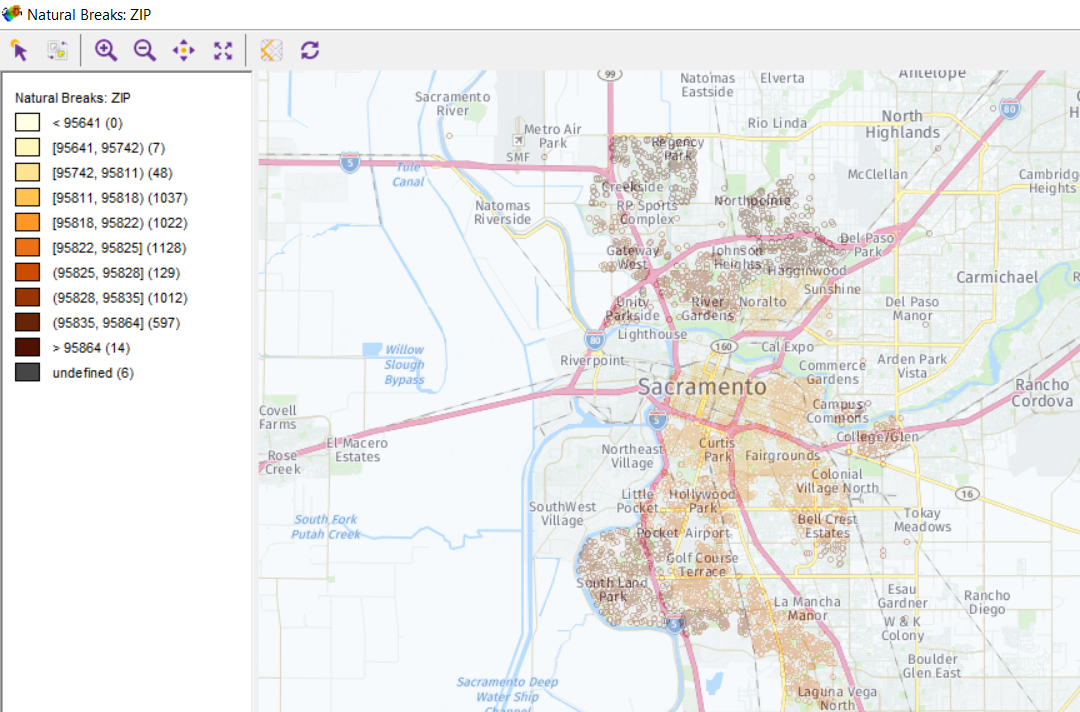 Natural Breaks: ZIP
Natural Breaks: ZIP
< 95641 (0)
[95641, 95742) (7)
[95742, 95811) (48)
[95811, 95818) (1037)
[95818, 95822) (1022)
[95822, 95825] (1128)
(95825, 95828] (129)
(95828, 95835] (1012)
(95835, 95864] (597)
> 95864 (14)
undefined (6)
99
Natomas
Eastside
Elverta
Antelope
Sacramento
River
80
Rio Linda
North
Highlands
Metro Air
Park
SMF
Regency
Park
5
Tule
Canal
McClellan
Cambridge
Heights
Creekside
Northpointe
Natomas
Riverside
RP Sports
Complex
Del Paso
Park
Gateway
West
Johnson
Heights
Hagginwood
Carmichael
Sunshine
Unity
Parkside
River
Gardens
Noralto
Del Paso
Manor
Lighthouse
80
160
Cal Expo
Willow
Slough
Bypass
Riverpoint
Commerce
Gardens
Arden Park
Vista
Sacramento
Rancho
Cordova
Covell
Farms
Campus
Commons
5
College/Glen
El Macero
Estates
Rose
Creek
Northeast
Village
Curtis
Park
Fairgrounds
Colonial
Village North
Little
Pocket
Hollywood
Park
16
SouthWest
Village
South Fork
Putah Creek
Bell Crest
Estates
Tokay
Meadows
Pocket
Airport
Golf Course
Terrace
South Land
Park
Esau
Gardner
Rancho
Diego
La Mancha
Manor
5
W & K
Colony
Boulder
Glen East
Sacramento Deep
Water Ship
Channel
Laguna Vega
North